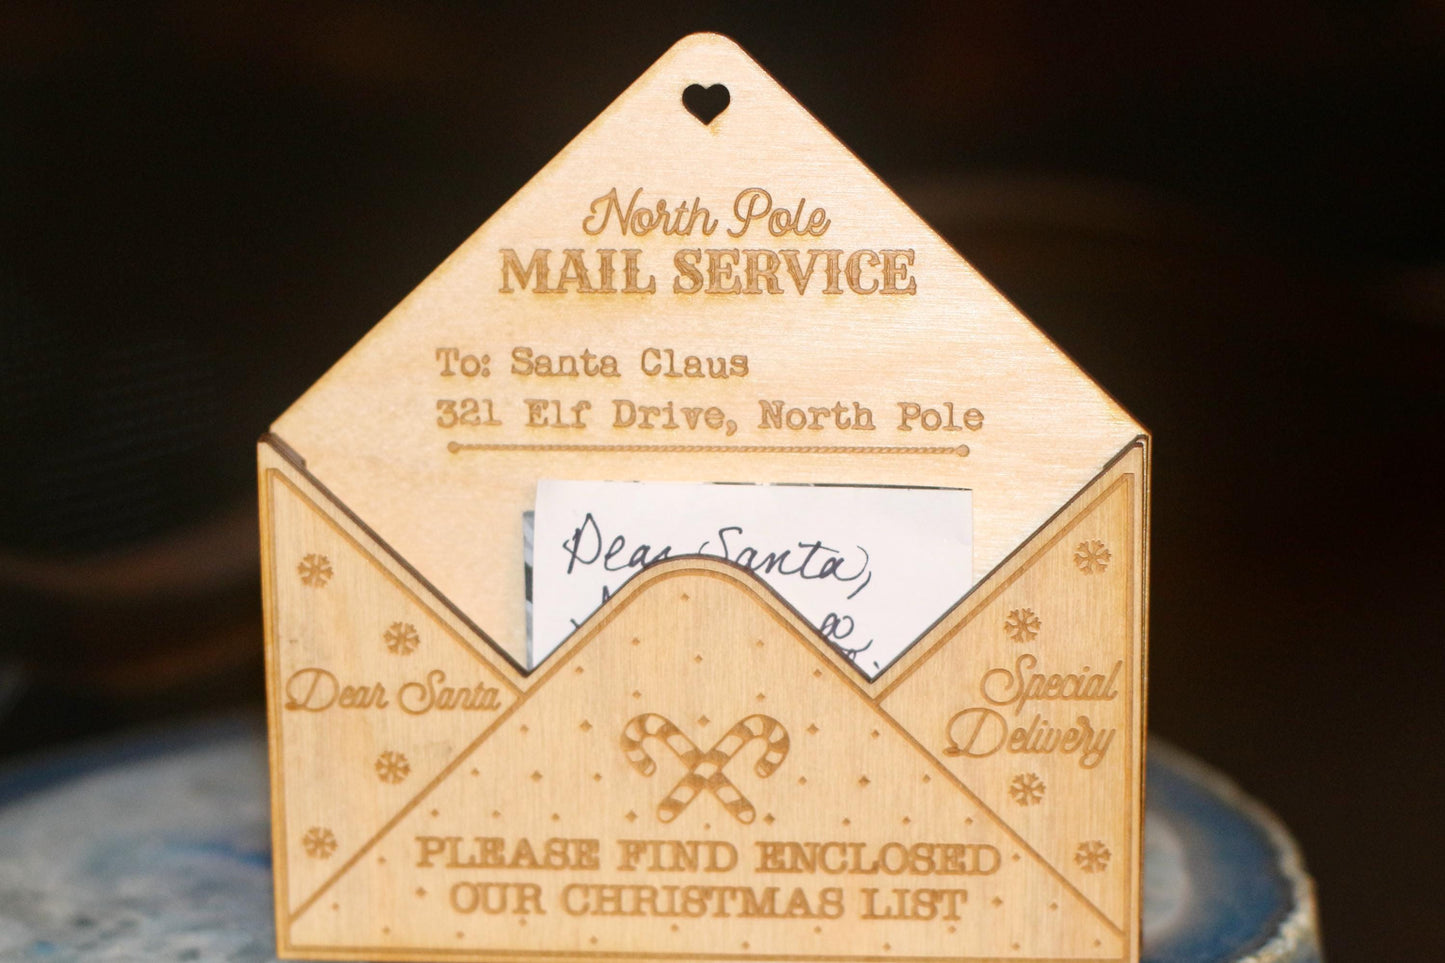 North Pole
MAIL SERVICE
To: Santa Claus
321 Elf Drive, North Pole
Dear Santa,
go
Dear Santa
Special
Delivery
PLEASE FIND ENCLOSED
OUR CHRISTMAS LIST